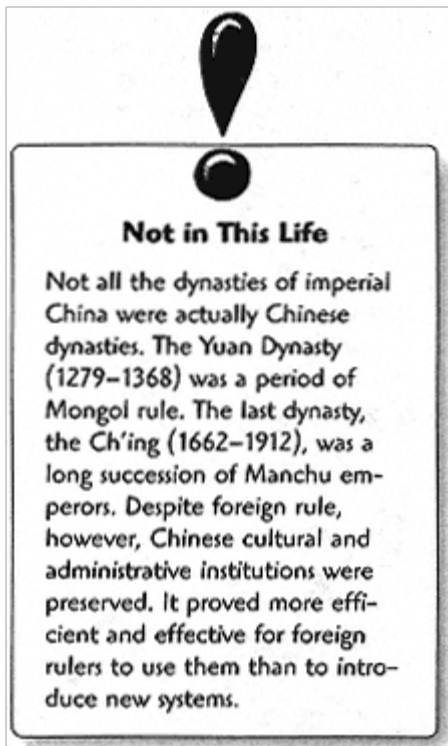 Not in This Life
Not all the dynasties of imperial
China were actually Chinese
dynasties. The Yuan Dynasty
(1279–1368) was a period of
Mongol rule. The last dynasty,
the Ch'ing (1662–1912), was a
long succession of Manchu em-
perors. Despite foreign rule,
however, Chinese cultural and
administrative institutions were
preserved. It proved more effi-
cient and effective for foreign
rulers to use them than to intro-
duce new systems.